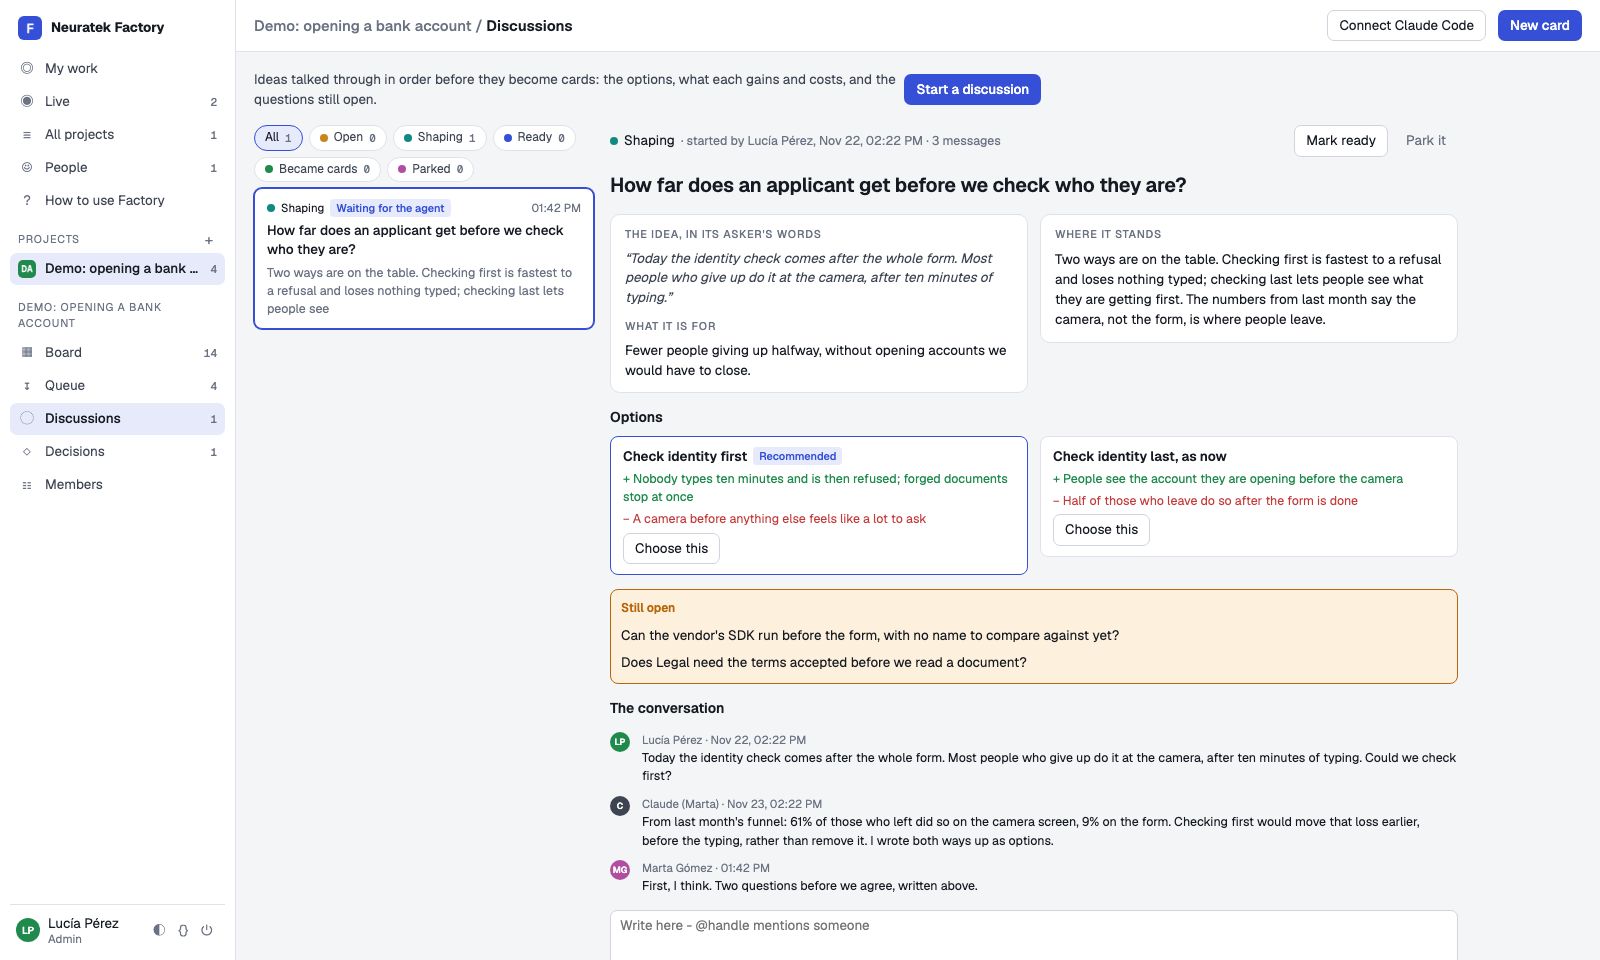 F Neuratek Factory
My work
Live 2
All projects 1
People 1
? How to use Factory
PROJECTS +
DA Demo: opening a bank ... 4
DEMO: OPENING A BANK
ACCOUNT
Board 14
Queue 4
Discussions 1
Decisions 1
Members
LP Lucía Pérez
Admin
{}
Demo: opening a bank account / Discussions
Connect Claude Code
New card
Ideas talked through in order before they become cards: the options, what each gains and costs, and the
questions still open.
Start a discussion
All 1
Open 0
Shaping 1
Ready 0
Became cards 0
Parked 0
Shaping Waiting for the agent 01:42 PM
How far does an applicant get before we check
who they are?
Two ways are on the table. Checking first is fastest to
a refusal and loses nothing typed; checking last lets
people see
Shaping · started by Lucía Pérez, Nov 22, 02:22 PM · 3 messages
Mark ready
Park it
How far does an applicant get before we check who they are?
THE IDEA, IN ITS ASKER'S WORDS
“Today the identity check comes after the whole form. Most
people who give up do it at the camera, after ten minutes of
typing.”
WHAT IT IS FOR
Fewer people giving up halfway, without opening accounts we
would have to close.
WHERE IT STANDS
Two ways are on the table. Checking first is fastest to a refusal
and loses nothing typed; checking last lets people see what
they are getting first. The numbers from last month say the
camera, not the form, is where people leave.
Options
Check identity first Recommended
+ Nobody types ten minutes and is then refused; forged documents
stop at once
– A camera before anything else feels like a lot to ask
Choose this
Check identity last, as now
+ People see the account they are opening before the camera
– Half of those who leave do so after the form is done
Choose this
Still open
Can the vendor's SDK run before the form, with no name to compare against yet?
Does Legal need the terms accepted before we read a document?
The conversation
LP Lucía Pérez · Nov 22, 02:22 PM
Today the identity check comes after the whole form. Most people who give up do it at the camera, after ten minutes of typing. Could we check
first?
C Claude (Marta) · Nov 23, 02:22 PM
From last month's funnel: 61% of those who left did so on the camera screen, 9% on the form. Checking first would move that loss earlier,
before the typing, rather than remove it. I wrote both ways up as options.
MG Marta Gómez · 01:42 PM
First, I think. Two questions before we agree, written above.
Write here - @handle mentions someone